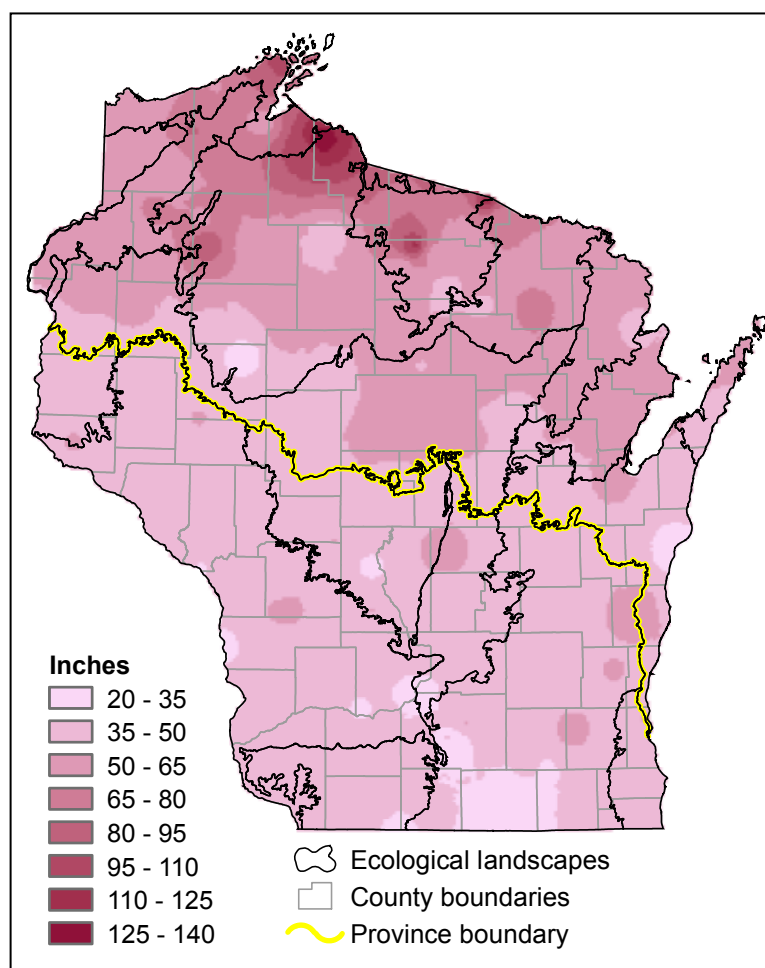 Inches
20 - 35
35 - 50
50 - 65
65 - 80
80 - 95
95 - 110
110 - 125
125 - 140
Ecological landscapes
County boundaries
Province boundary